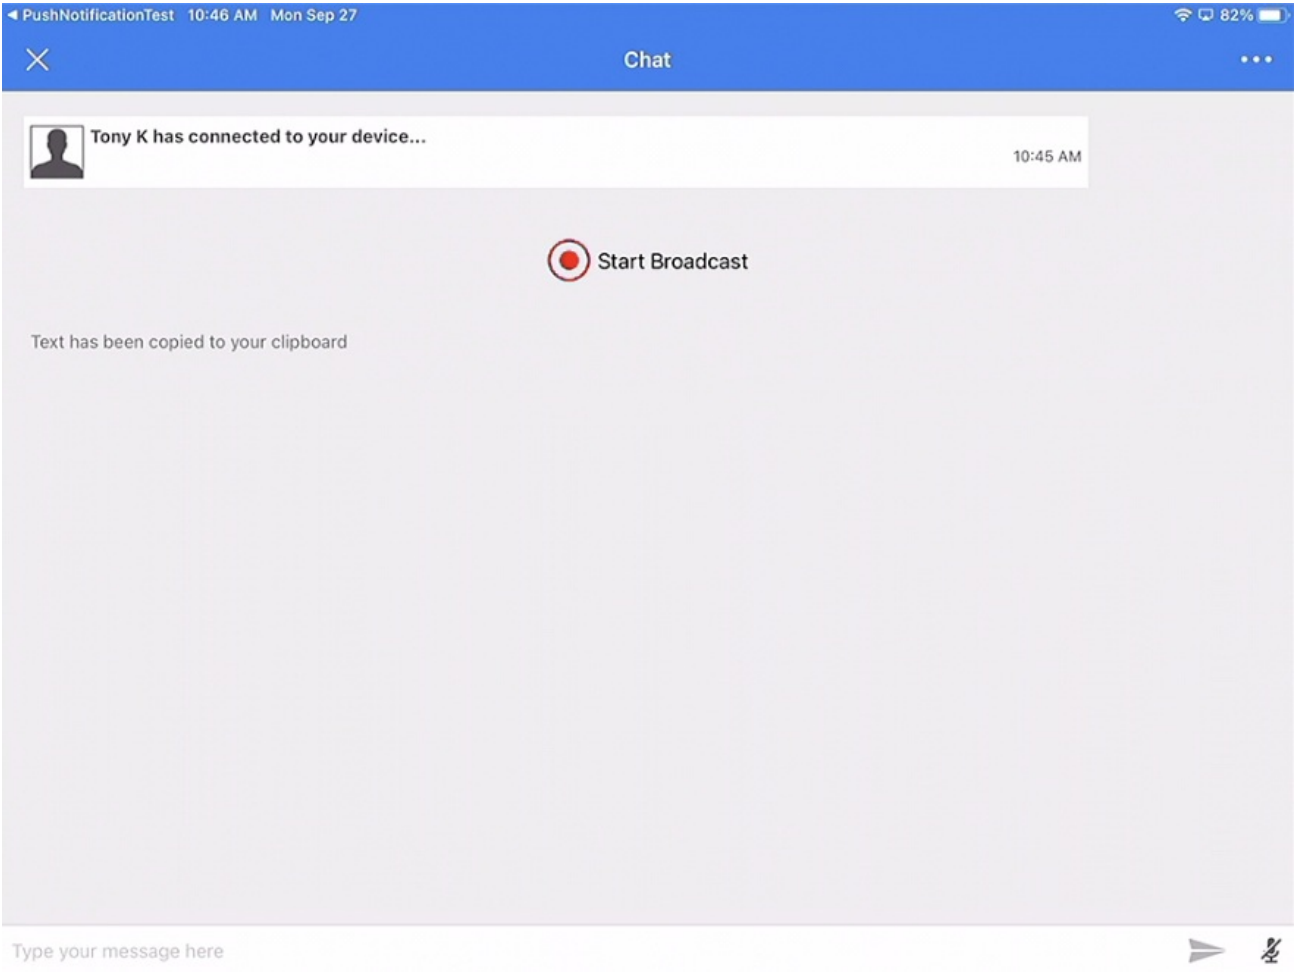 ◀ PushNotificationTest 10:46 AM Mon Sep 27 82%
Chat
Tony K has connected to your device...
10:45 AM
Start Broadcast
Text has been copied to your clipboard
Type your message here